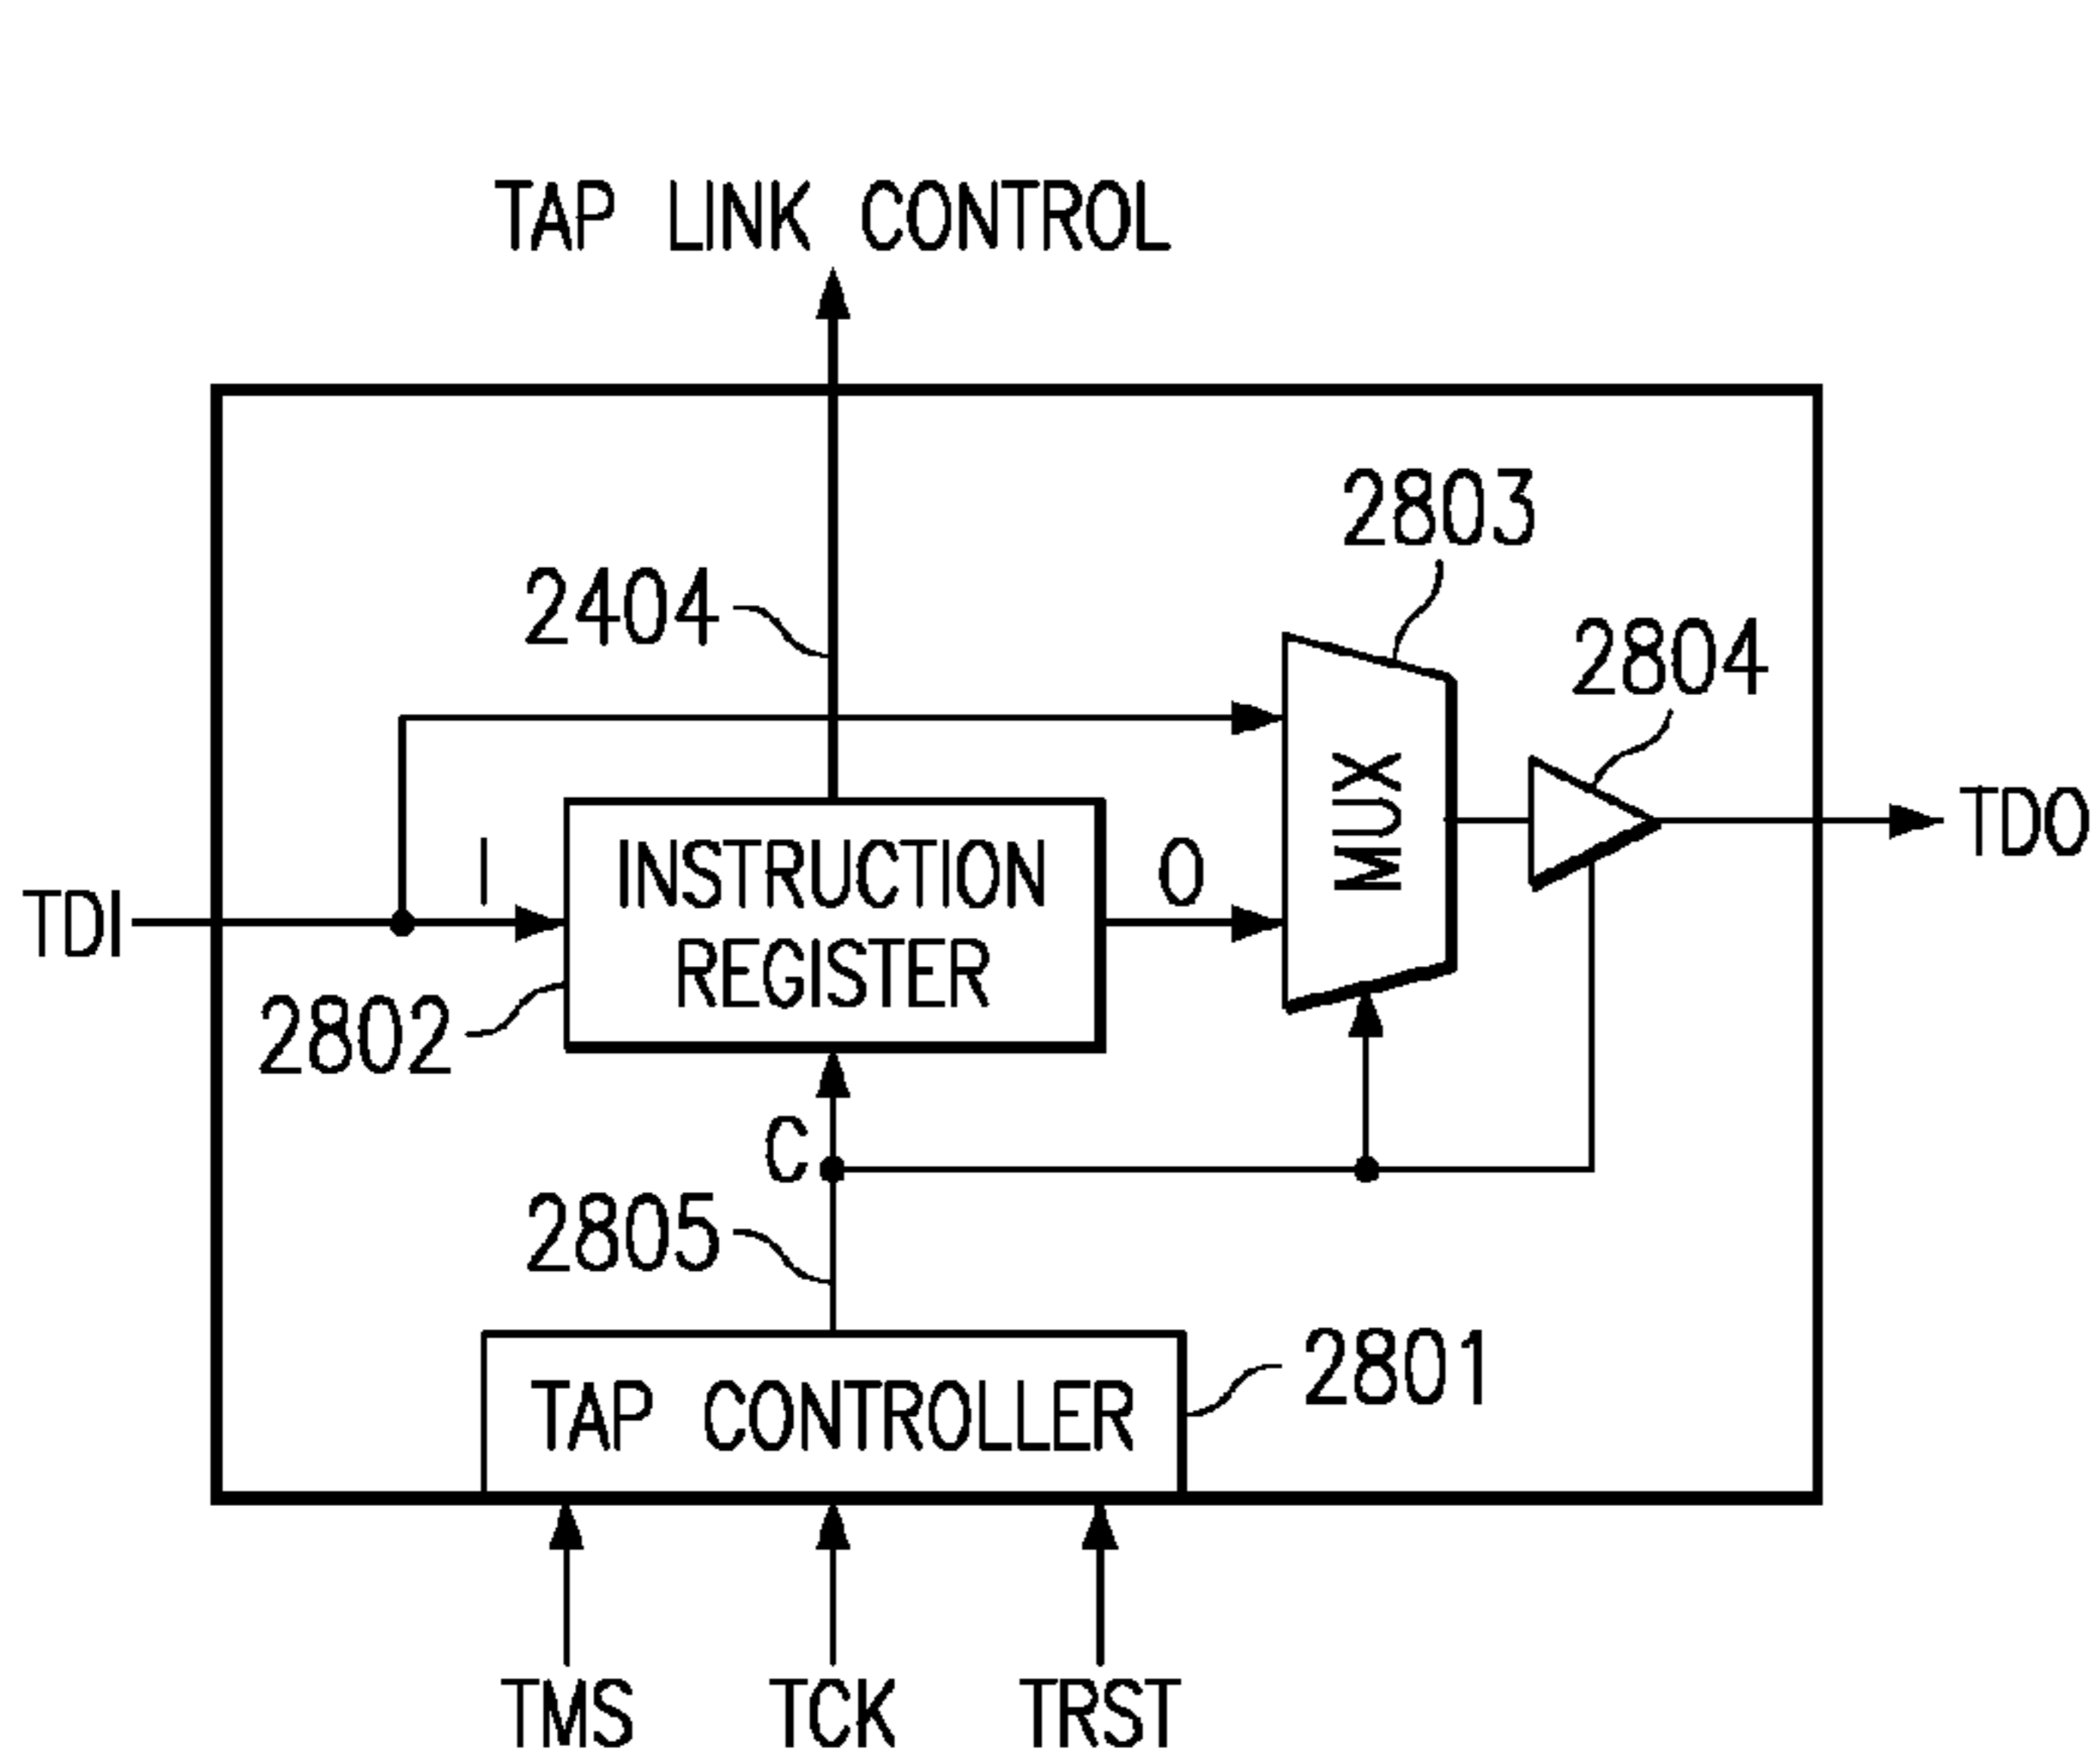 TAP LINK CONTROL
2803
2404
2804
MUX
I
INSTRUCTION
REGISTER
O
TDO
TDI
2802
C
2805
2801
TAP CONTROLLER
TMS
TCK
TRST